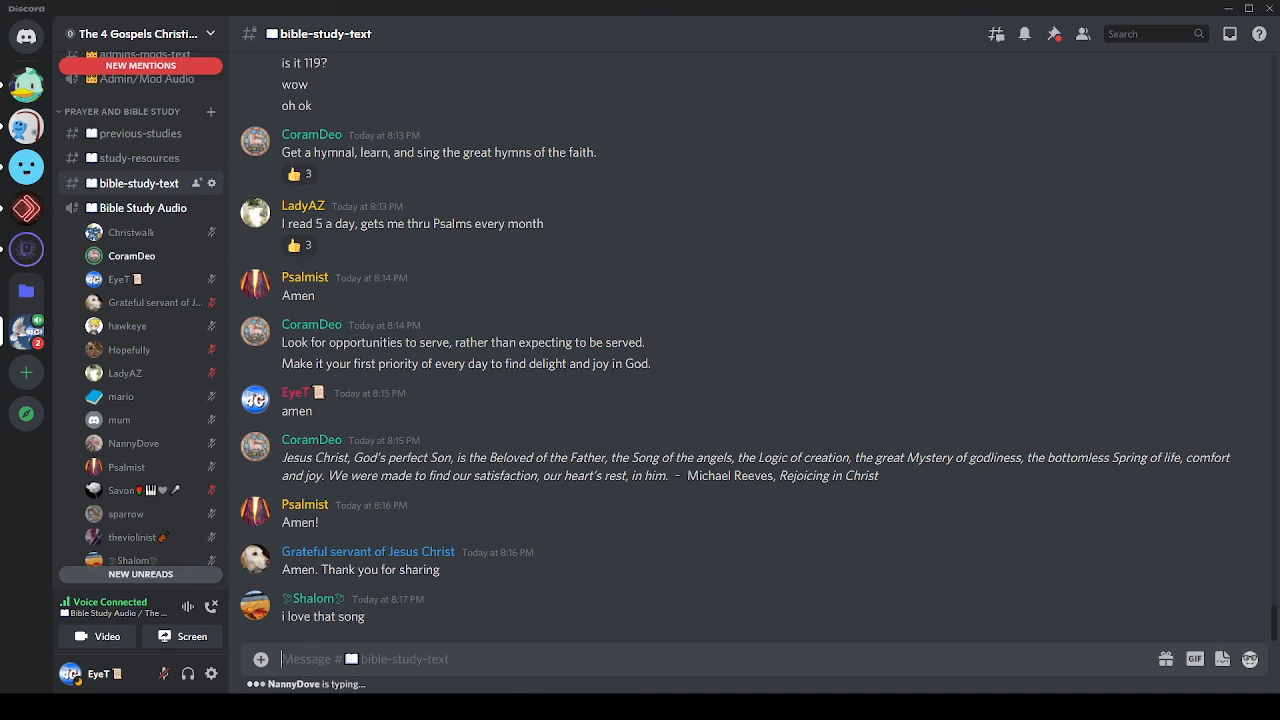 Discord
The 4 Gospels Christi...
bible-study-text
Search
admins-mods-text
NEW MENTIONS
Admin/Mod Audio
PRAYER AND BIBLE STUDY
previous-studies
study-resources
bible-study-text
Bible Study Audio
Christwalk
CoramDeo
EyeT
Grateful servant of J...
hawkeye
Hopefully
LadyAZ
mario
mum
NannyDove
Psalmist
Savon
sparrow
theviolinist
Shalom
NEW UNREADS
Voice Connected
Bible Study Audio / The ...
Video
Screen
EyeT
2
4G
is it 119?
wow
oh ok
CoramDeo Today at 8:13 PM
Get a hymnal, learn, and sing the great hymns of the faith.
3
LadyAZ Today at 8:13 PM
I read 5 a day, gets me thru Psalms every month
3
Psalmist Today at 8:14 PM
Amen
CoramDeo Today at 8:14 PM
Look for opportunities to serve, rather than expecting to be served.
Make it your first priority of every day to find delight and joy in God.
EyeT Today at 8:15 PM
amen
CoramDeo Today at 8:15 PM
Jesus Christ, God's perfect Son, is the Beloved of the Father, the Song of the angels, the Logic of creation, the great Mystery of godliness, the bottomless Spring of life, comfort
and joy. We were made to find our satisfaction, our heart's rest, in him. – Michael Reeves, Rejoicing in Christ
Psalmist Today at 8:16 PM
Amen!
Grateful servant of Jesus Christ Today at 8:16 PM
Amen. Thank you for sharing
Shalom Today at 8:17 PM
i love that song
Message # bible-study-text
GIF
NannyDove is typing...